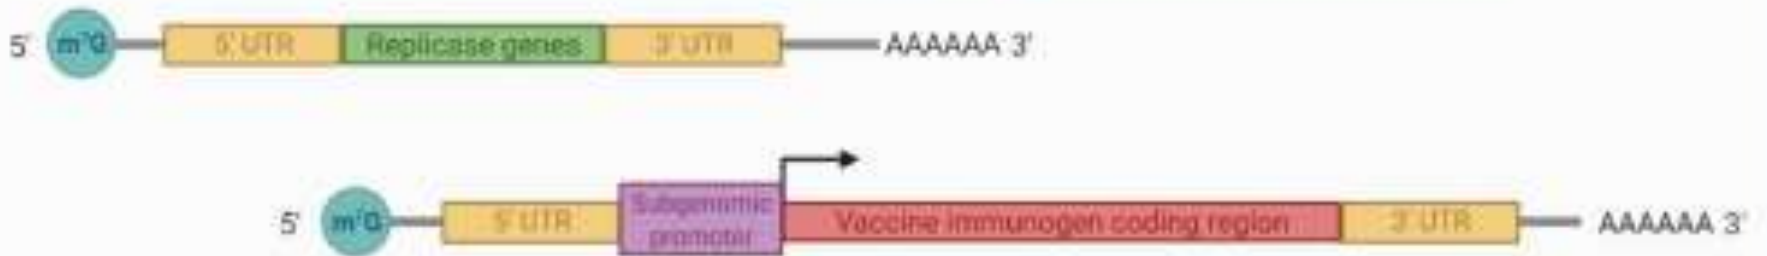 5' m⁷G 5' UTR Replicase genes 3' UTR AAAAAA 3'
5' m⁷G 5' UTR Subgenomic promoter Vaccine immunogen coding region 3' UTR AAAAAA 3'